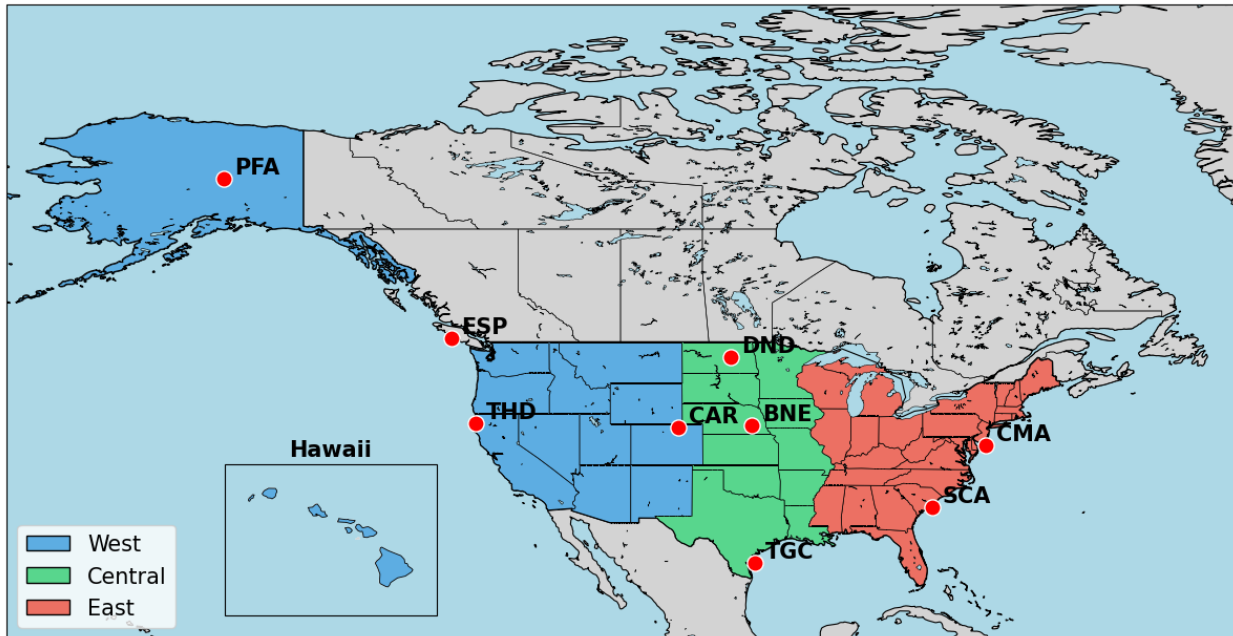 PFA
ESP
DND
THD
CAR
BNE
CMA
Hawaii
SCA
West
TGC
Central
East